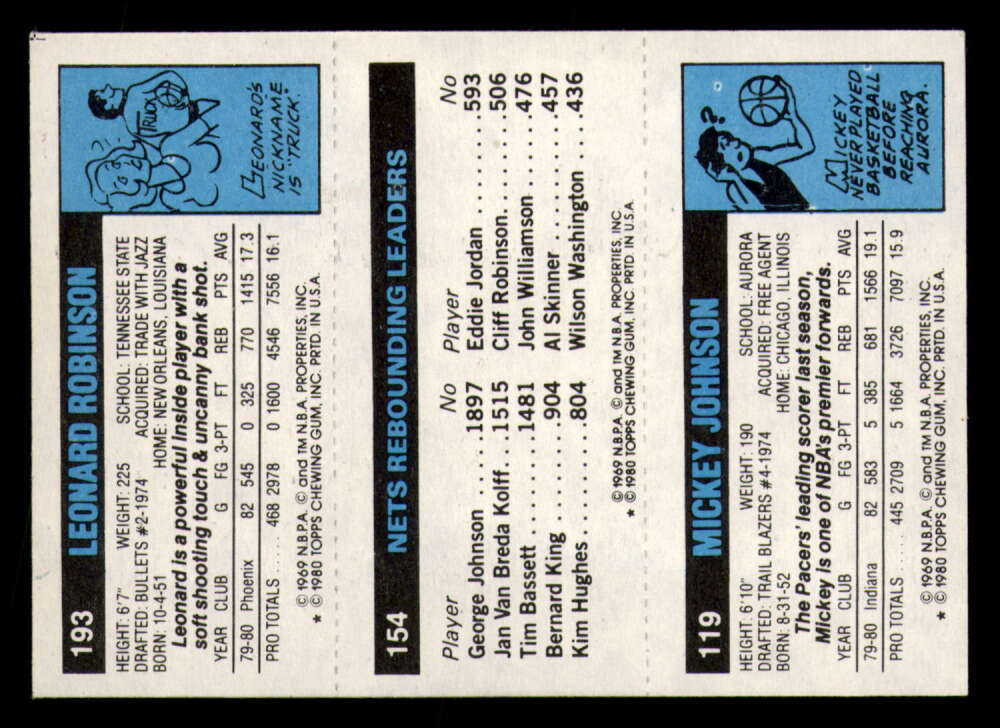 193 LEONARD ROBINSON
HEIGHT: 6'7" WEIGHT: 225 SCHOOL: TENNESSEE STATE
DRAFTED: BULLETS #2-1974 ACQUIRED: TRADE WITH JAZZ
BORN: 10-4-51 HOME: NEW ORLEANS, LOUISIANA
Leonard is a powerful inside player with a
soft shooting touch & uncanny bank shot.
YEAR CLUB G FG 3-PT FT REB PTS AVG
79-80 Phoenix 82 545 0 325 770 1415 17.3
PRO TOTALS ..... 468 2978 0 1600 4546 7556 16.1
© 1969 N.B.P.A. © and TM N.B.A. PROPERTIES, INC.
* © 1980 TOPPS CHEWING GUM, INC. PRTD. IN U.S.A.
TRUCK
LEONARD'S
NICKNAME
IS "TRUCK".
154 NETS REBOUNDING LEADERS
Player No Player No
George Johnson .....1897 Eddie Jordan .......593
Jan Van Breda Kolff...1515 Cliff Robinson......506
Tim Bassett ........1481 John Williamson ....476
Bernard King ........904 Al Skinner .........457
Kim Hughes..........804 Wilson Washington ..436
© 1969 N.B.P.A. © and TM N.B.A. PROPERTIES, INC
* © 1980 TOPPS CHEWING GUM, INC. PRTD. IN U.S.A.
119 MICKEY JOHNSON
HEIGHT: 6'10" WEIGHT: 190 SCHOOL: AURORA
DRAFTED: TRAIL BLAZERS #4-1974 ACQUIRED: FREE AGENT
BORN: 8-31-52 HOME: CHICAGO, ILLINOIS
The Pacers' leading scorer last season,
Mickey is one of NBA's premier forwards.
YEAR CLUB G FG 3-PT FT REB PTS AVG
79-80 Indiana 82 583 5 385 681 1566 19.1
PRO TOTALS ..... 445 2709 5 1664 3726 7097 15.9
© 1969 N.B.P.A. © and TM N.B.A. PROPERTIES, INC.
* © 1980 TOPPS CHEWING GUM, INC. PRTD. IN U.S.A.
?
MICKEY
NEVER PLAYED
BASKETBALL
BEFORE
REACHING
AURORA.